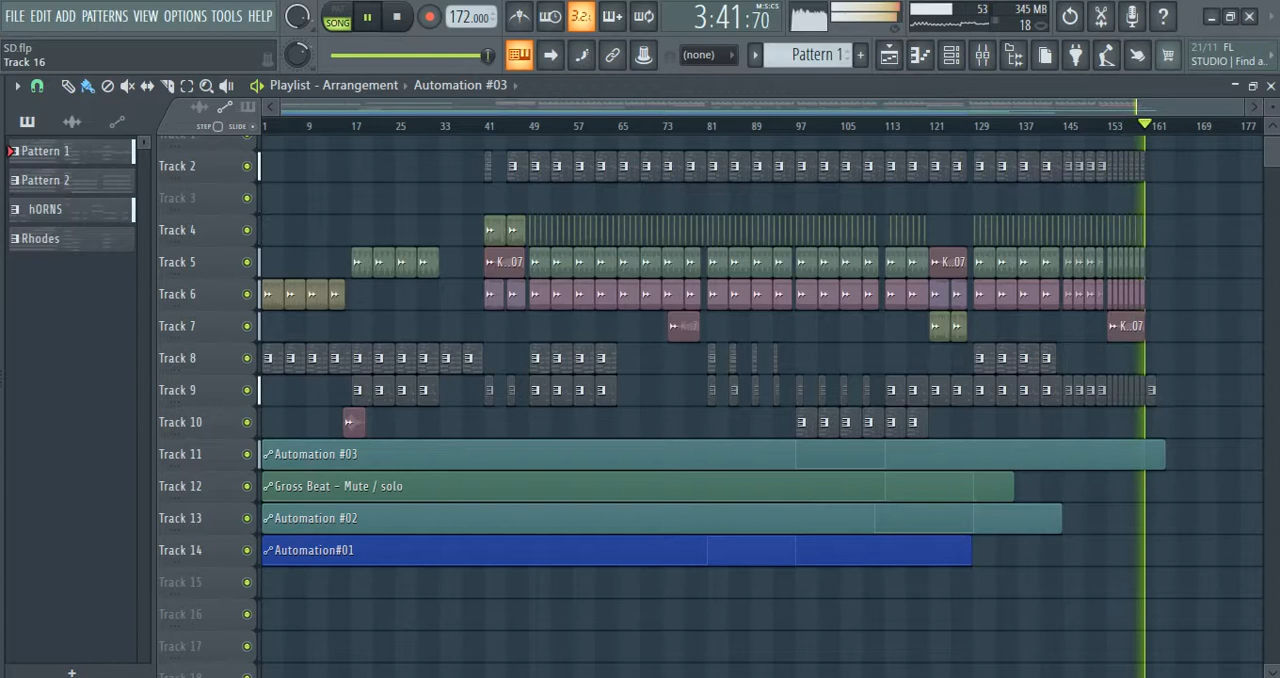 FILE EDIT ADD PATTERNS VIEW OPTIONS TOOLS HELP
SONG
172.000
3.2
3:41:70
M:S:CS
53
345 MB
18
SD.flp
Track 16
(none)
Pattern 1
21/11 FL
STUDIO | Find a..
Playlist - Arrangement
Automation #03
STEP
SLIDE
1 9 17 25 33 41 49 57 65 73 81 89 97 105 113 121 129 137 145 153 161 169 177
Pattern 1
Pattern 2
hORNS
Rhodes
Track 2
Track 3
Track 4
Track 5
K..07
K..07
Track 6
Track 7
K..07
Track 8
Track 9
Track 10
Track 11
Automation #03
Track 12
Gross Beat - Mute / solo
Track 13
Automation #02
Track 14
Automation#01
Track 15
Track 16
Track 17